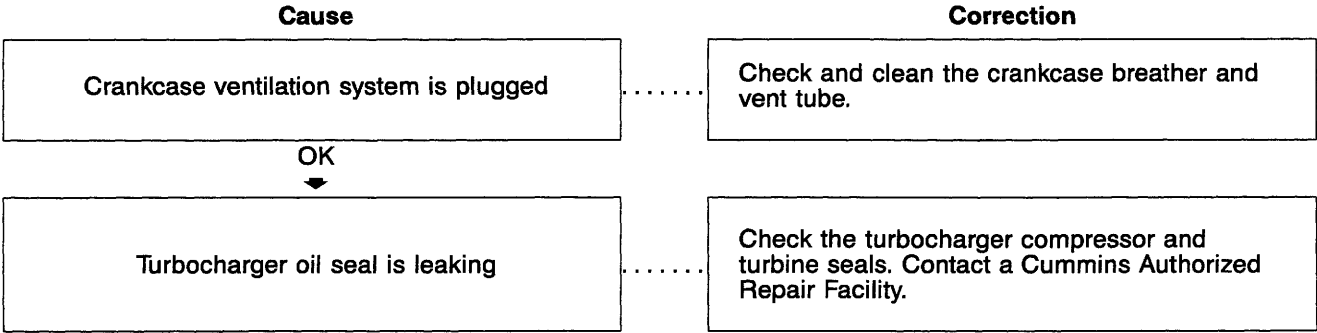 Cause
Correction
Crankcase ventilation system is plugged
.......
Check and clean the crankcase breather and
vent tube.
OK
Turbocharger oil seal is leaking
.......
Check the turbocharger compressor and
turbine seals. Contact a Cummins Authorized
Repair Facility.